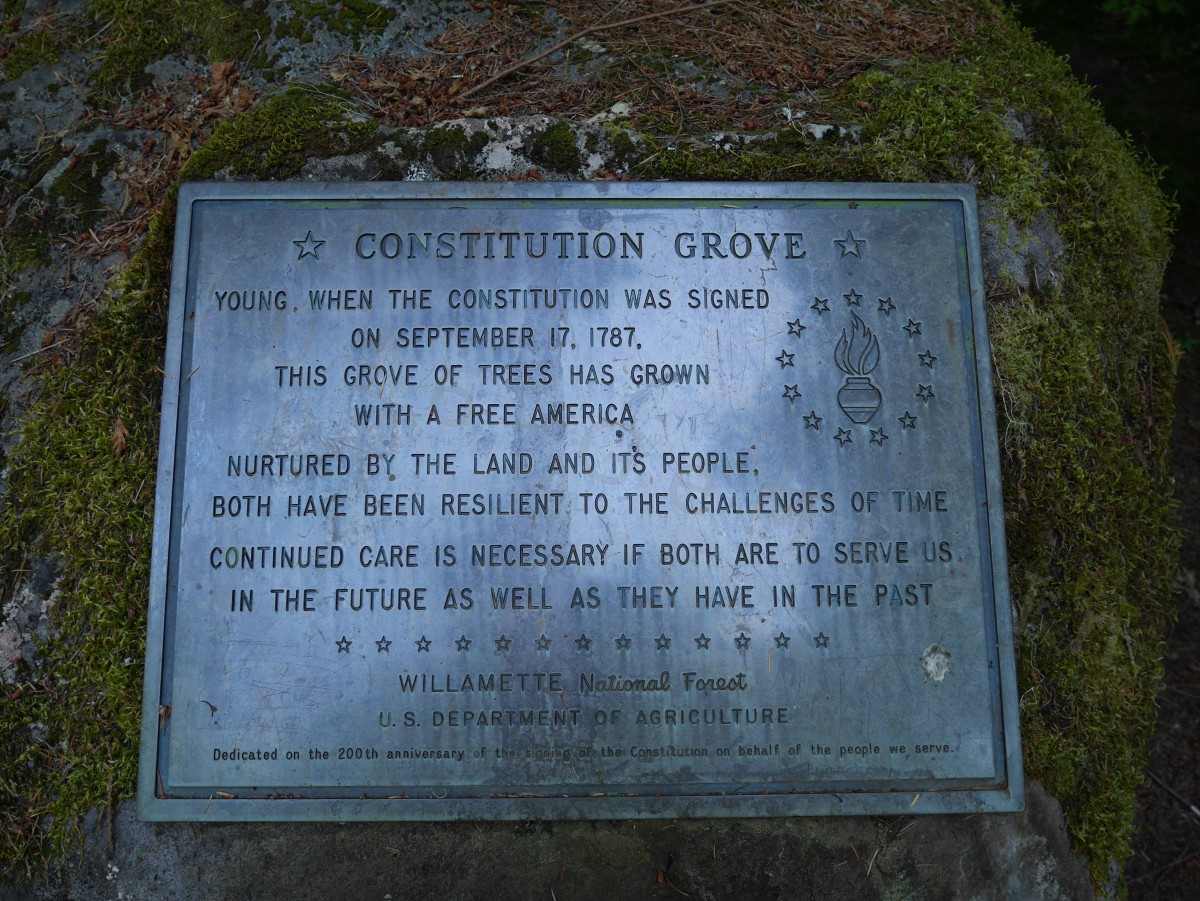 CONSTITUTION GROVE
YOUNG, WHEN THE CONSTITUTION WAS SIGNED
ON SEPTEMBER 17, 1787,
THIS GROVE OF TREES HAS GROWN
WITH A FREE AMERICA
NURTURED BY THE LAND AND IT'S PEOPLE,
BOTH HAVE BEEN RESILIENT TO THE CHALLENGES OF TIME
CONTINUED CARE IS NECESSARY IF BOTH ARE TO SERVE US
IN THE FUTURE AS WELL AS THEY HAVE IN THE PAST
WILLAMETTE National Forest
U.S. DEPARTMENT OF AGRICULTURE
Dedicated on the 200th anniversary of the signing of the Constitution on behalf of the people we serve.